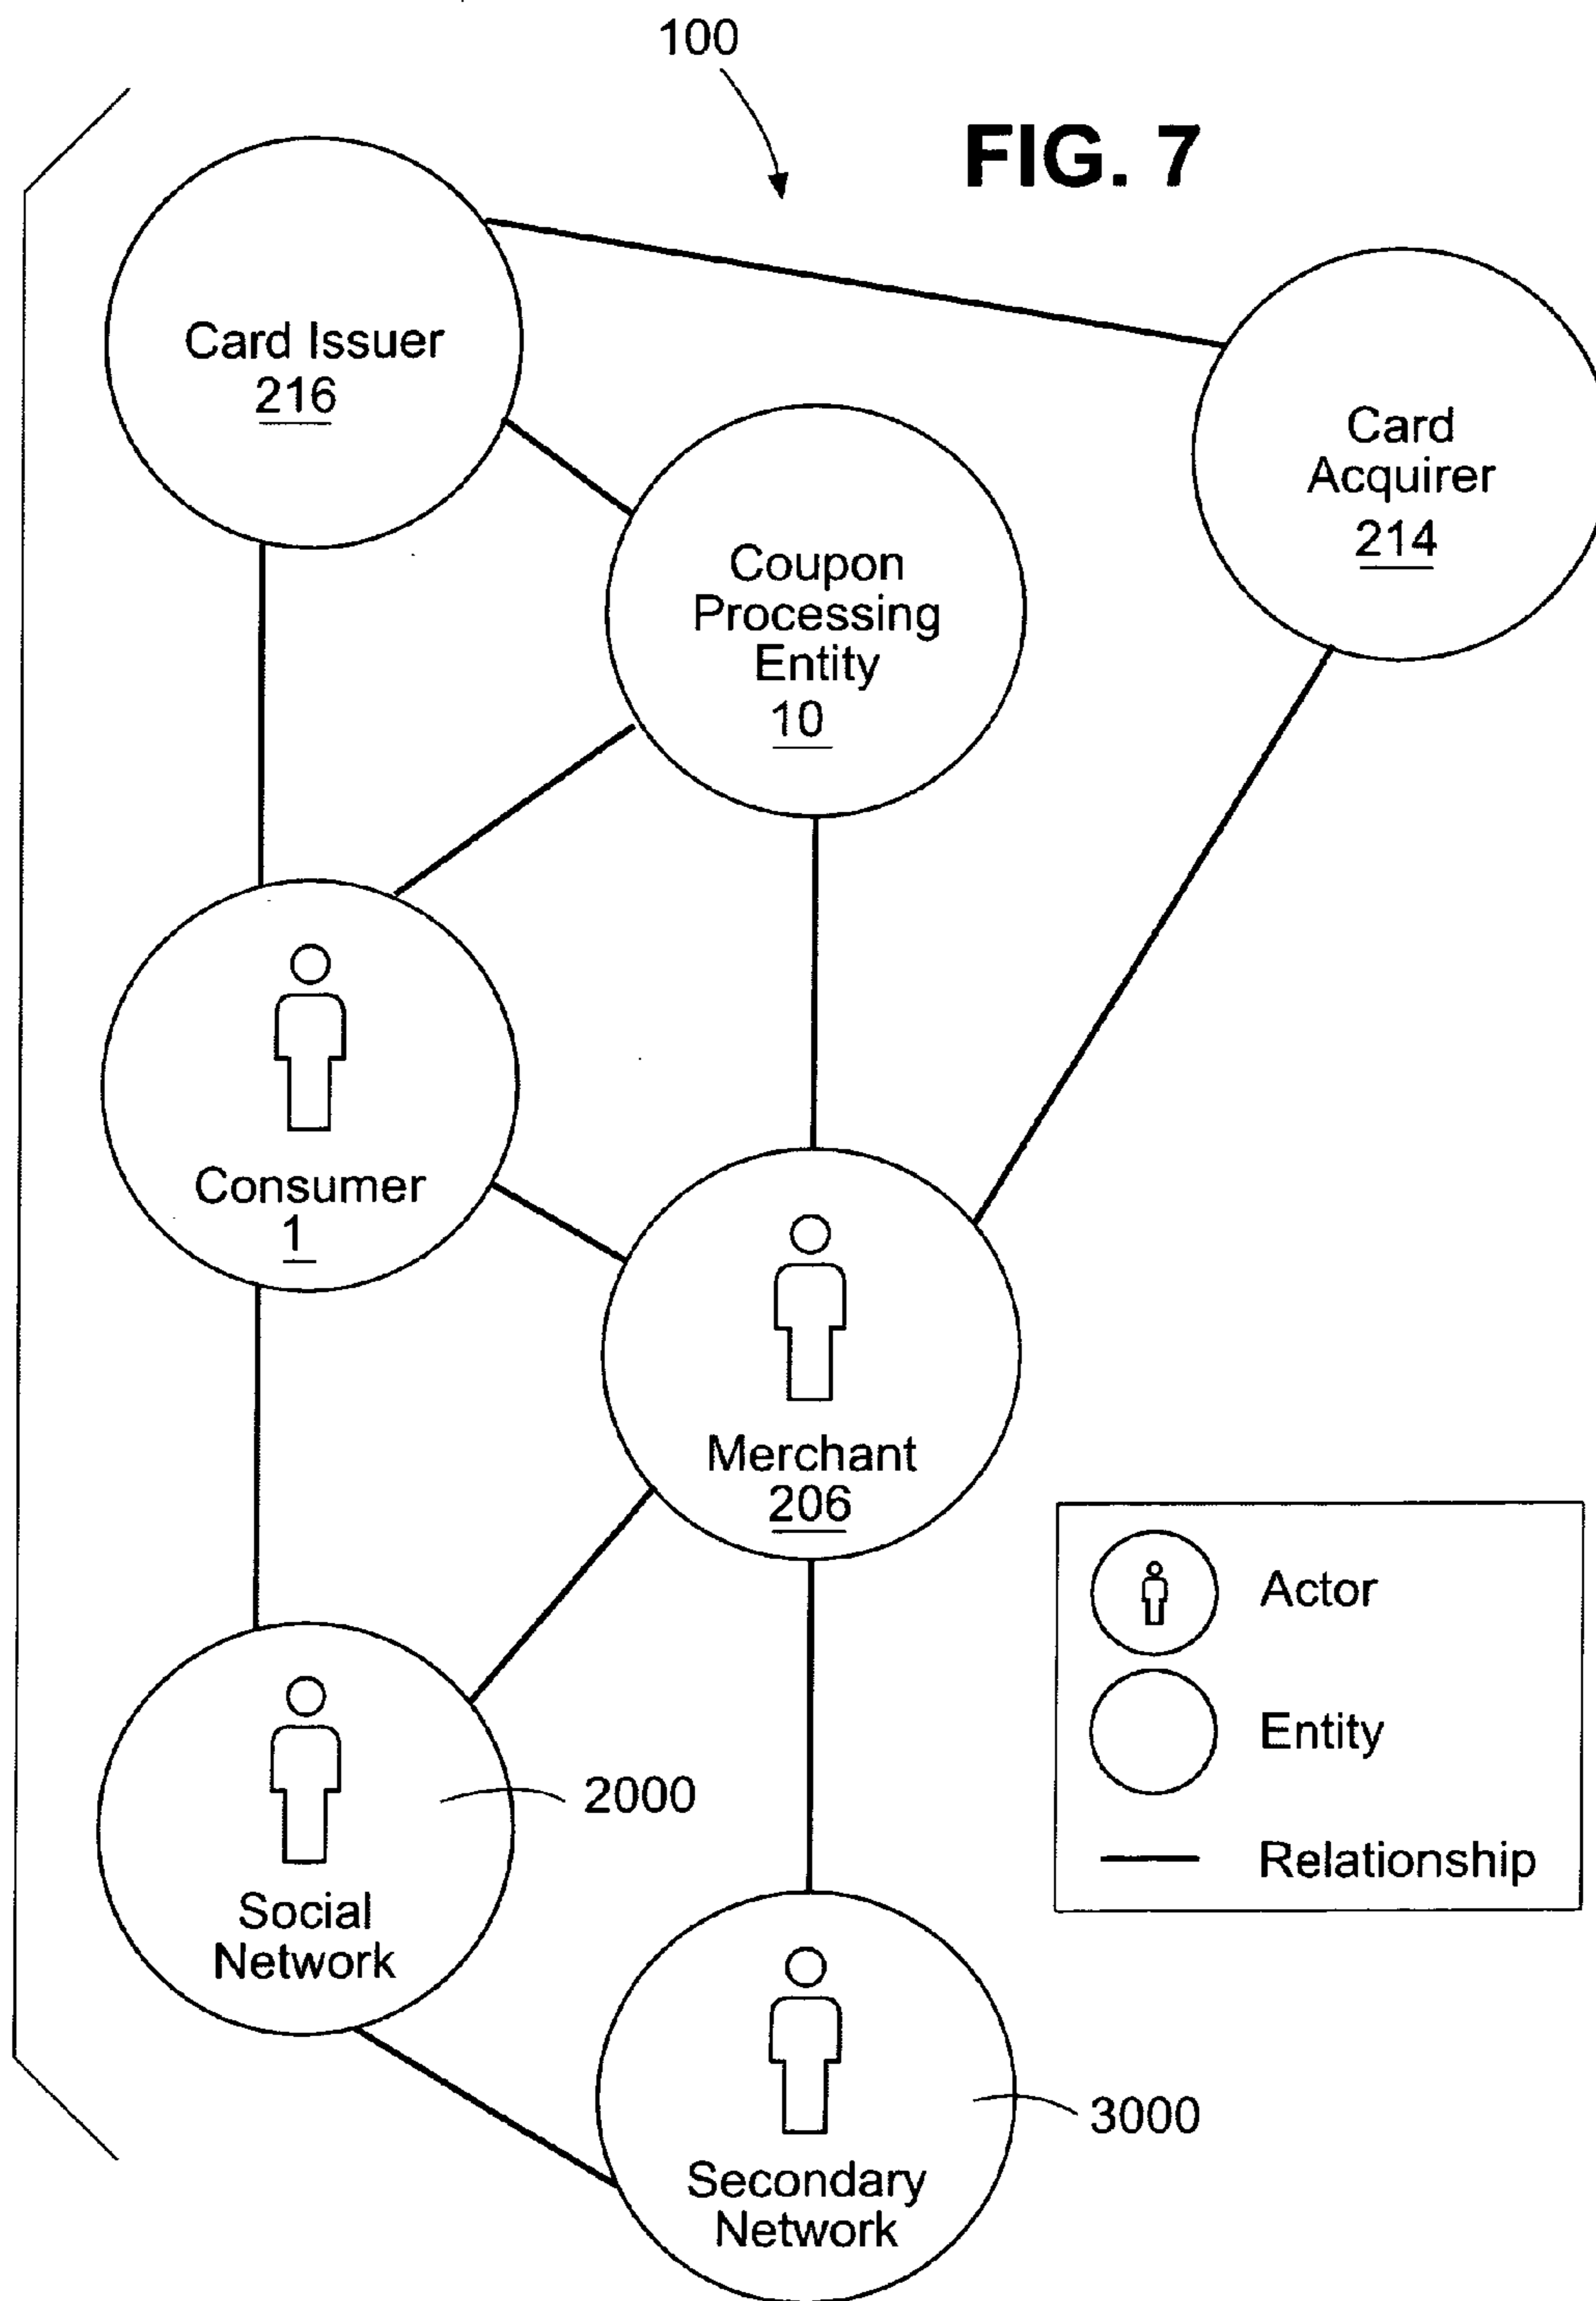 100
FIG. 7
Card Issuer
216
Card
Acquirer
214
Coupon
Processing
Entity
10
Consumer
1
Merchant
206
Actor
Entity
Relationship
2000
Social
Network
3000
Secondary
Network